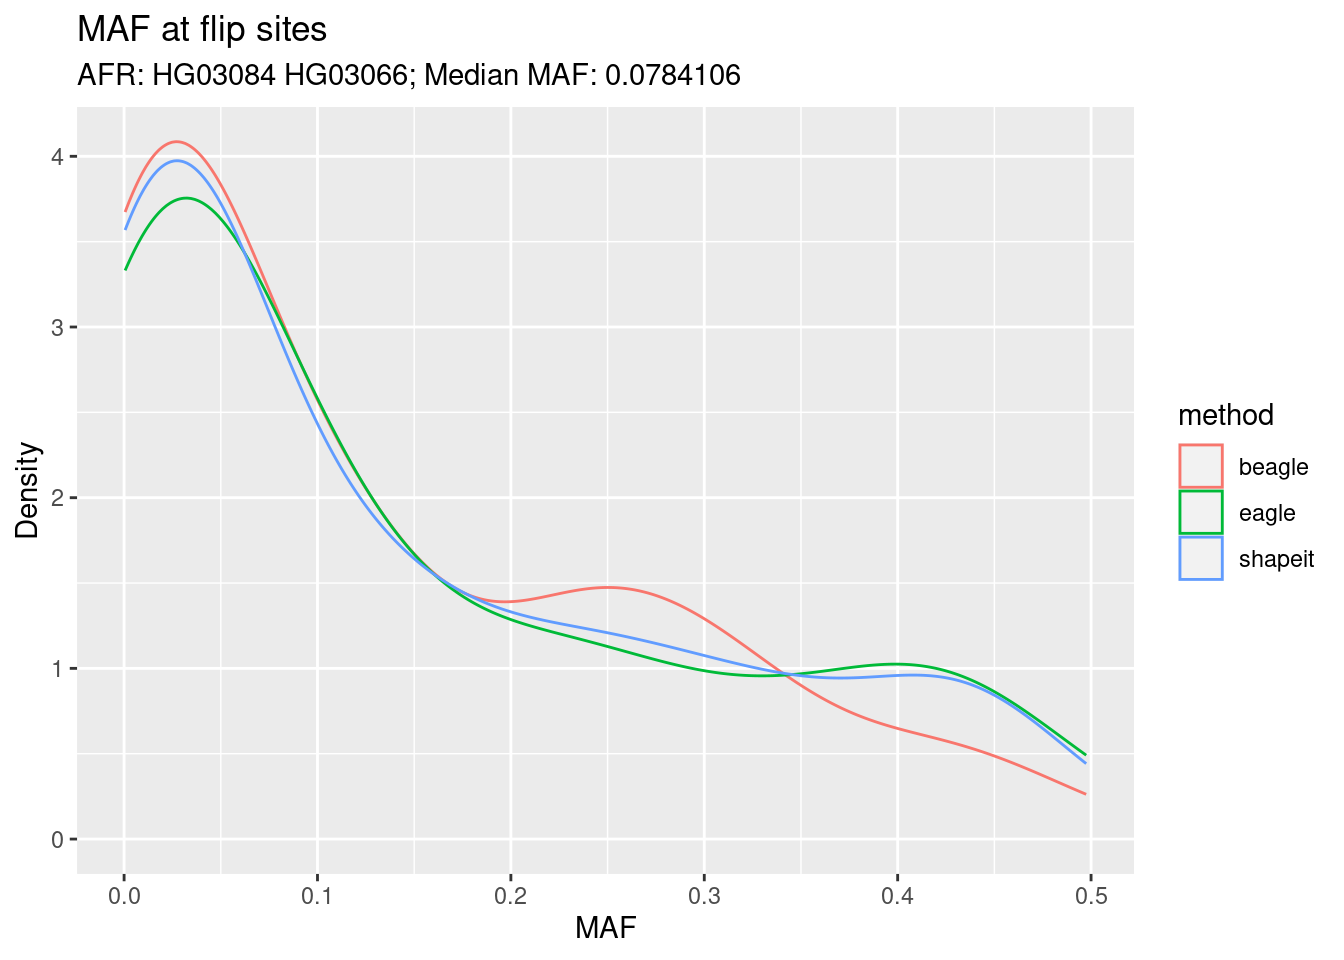 MAF at flip sites
AFR: HG03084 HG03066; Median MAF: 0.0784106
4
3
2
1
0
Density
0.0 0.1 0.2 0.3 0.4 0.5
MAF
method
beagle
eagle
shapeit